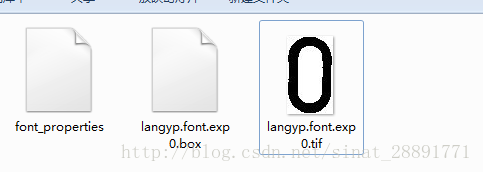 font_properties
langyp.font.exp
0.box
langyp.font.exp
0.tif
http://blog.csdn.net/sinat_28891771